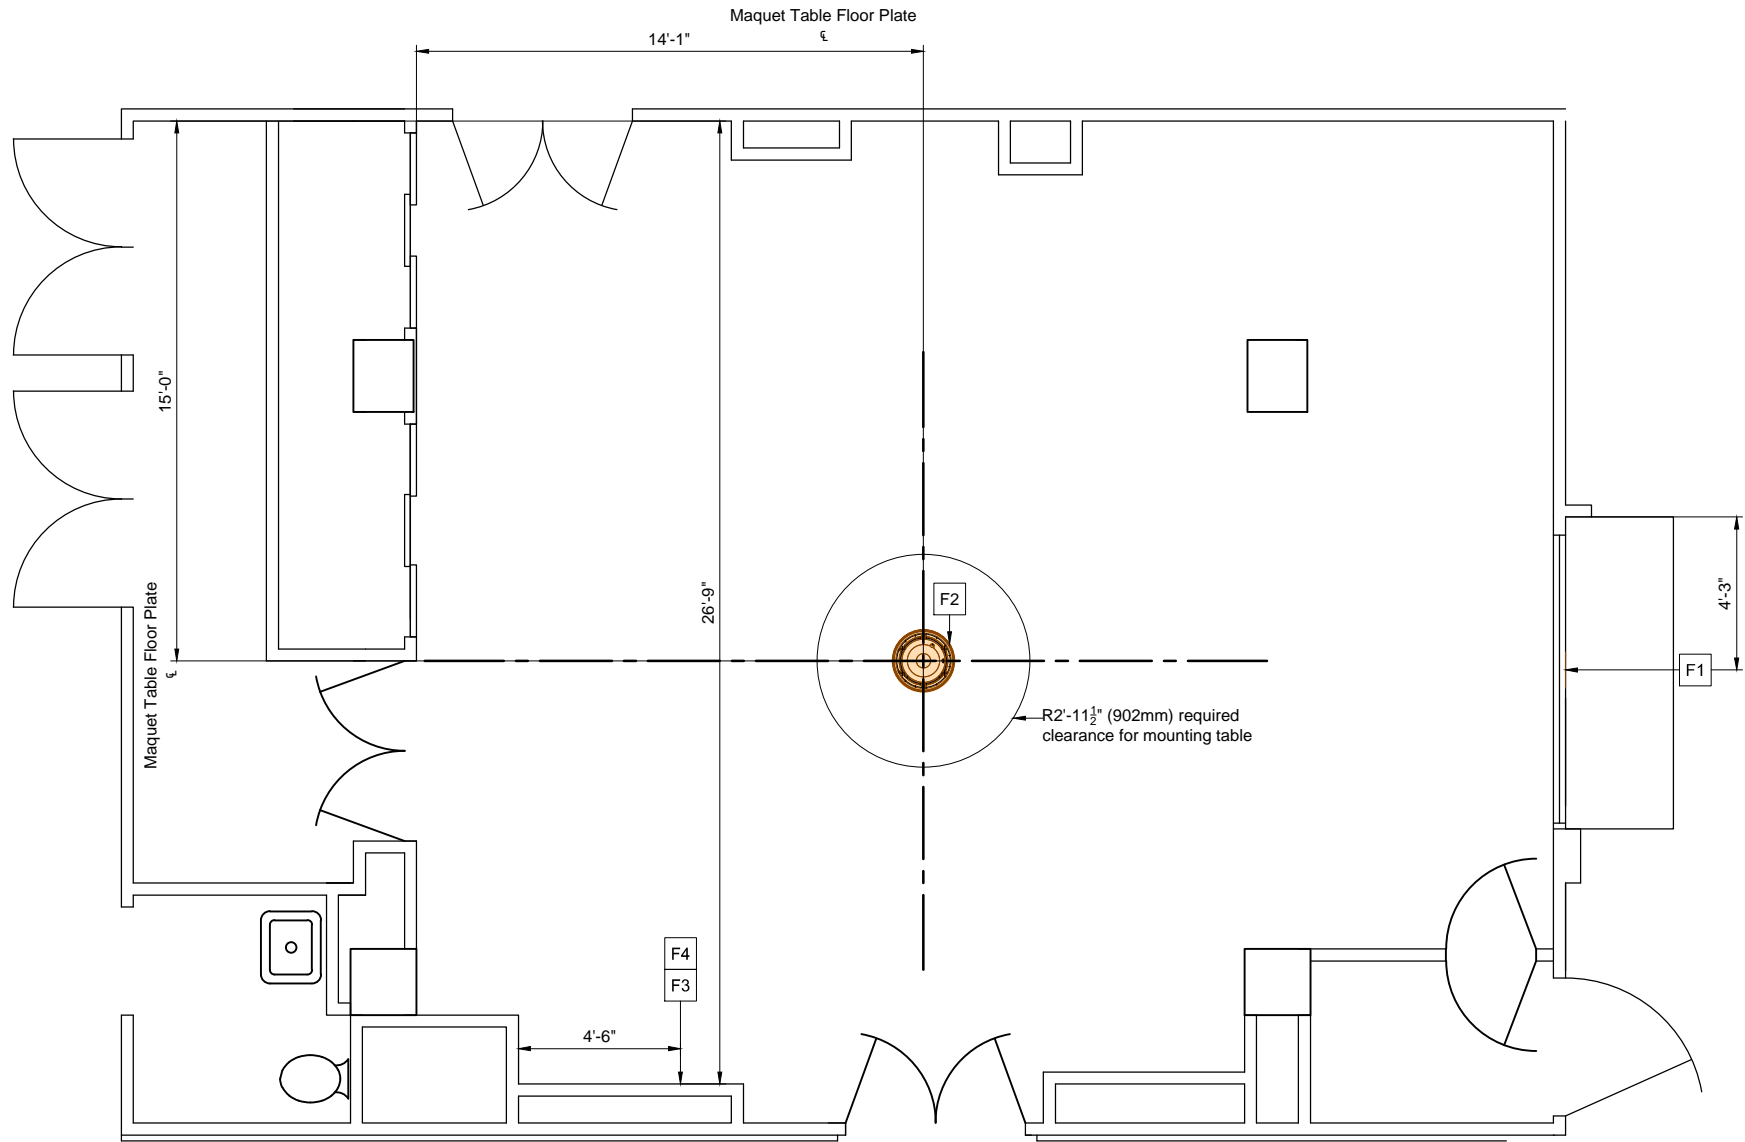 Maquet Table Floor Plate
℄
14'-1"
15'-0"
26'-9"
4'-3"
F2
Maquet Table Floor Plate
℄
F1
R2'-11½" (902mm) required
clearance for mounting table
F4
F3
4'-6"